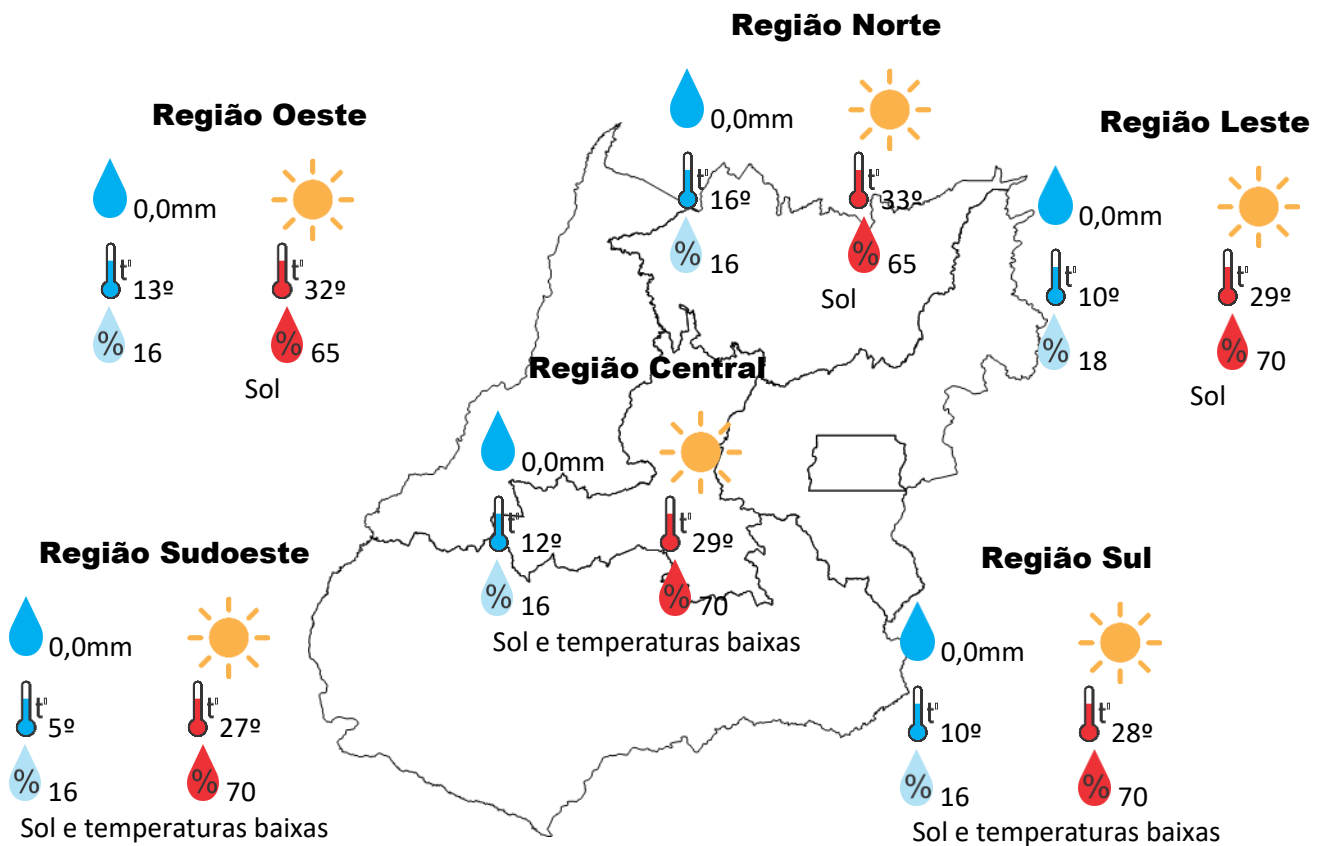 Região Norte
0,0mm
t°
16º
t°
33º
% 16
% 65
Sol
Região Oeste
0,0mm
t°
13º
t°
32º
% 16
% 65
Sol
Região Leste
0,0mm
t°
10º
t°
29º
% 18
% 70
Sol
Região Central
0,0mm
t°
12º
t°
29º
% 16
% 70
Sol e temperaturas baixas
Região Sudoeste
0,0mm
t°
5º
t°
27º
% 16
% 70
Sol e temperaturas baixas
Região Sul
0,0mm
t°
10º
t°
28º
% 16
% 70
Sol e temperaturas baixas